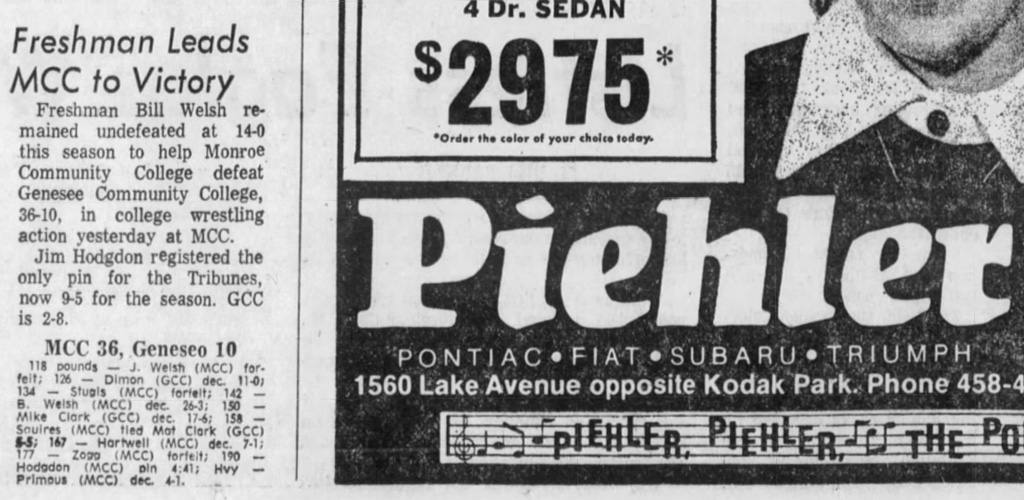 Freshman Leads
MCC to Victory
Freshman Bill Welsh re-
mained undefeated at 14-0
this season to help Monroe
Community College defeat
Genesee Community College,
36-10, in college wrestling
action yesterday at MCC.
Jim Hodgdon registered the
only pin for the Tribunes,
now 9-5 for the season. GCC
is 2-8.
MCC 36, Geneseo 10
118 pounds — J. Welsh (MCC) for-
feit; 126 — Dimon (GCC) dec. 11-0;
134 — Stupls (MCC) forfeit; 142 —
B. Welsh (MCC) dec. 26-3; 150 —
Mike Clark (GCC) dec. 17-6; 158 —
Squires (MCC) tied Mat Clark (GCC)
5-5; 167 — Hartwell (MCC) dec. 7-1;
177 — Zopp (MCC) forfeit; 190 —
Hodgdon (MCC) pin 4:41; Hvy —
Primous (MCC) dec. 4-1.
4 Dr. SEDAN
$2975*
*Order the color of your choice today.
Piehler
PONTIAC • FIAT • SUBARU • TRIUMPH
1560 Lake Avenue opposite Kodak Park. Phone 458-4
PIEHLER, PIEHLER, THE PO